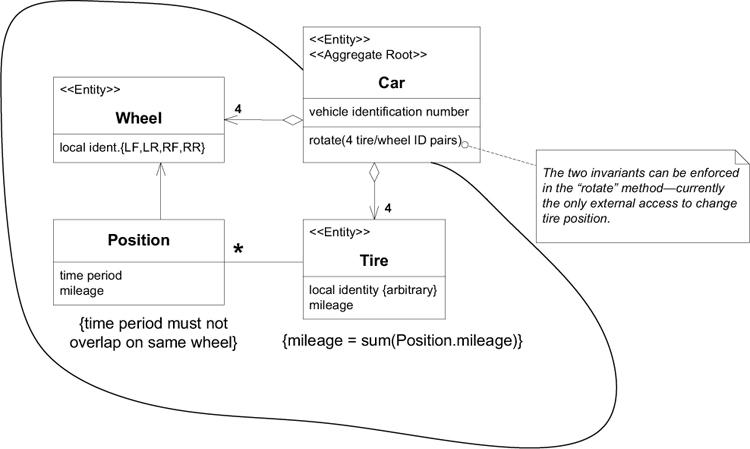 <<Entity>>
<<Aggregate Root>>
Car
vehicle identification number
rotate(4 tire/wheel ID pairs)
<<Entity>>
Wheel
local ident.{LF,LR,RF,RR}
4
The two invariants can be enforced
in the “rotate” method—currently
the only external access to change
tire position.
4
Position
time period
mileage
*
<<Entity>>
Tire
local identity {arbitrary}
mileage
{time period must not
overlap on same wheel}
{mileage = sum(Position.mileage)}